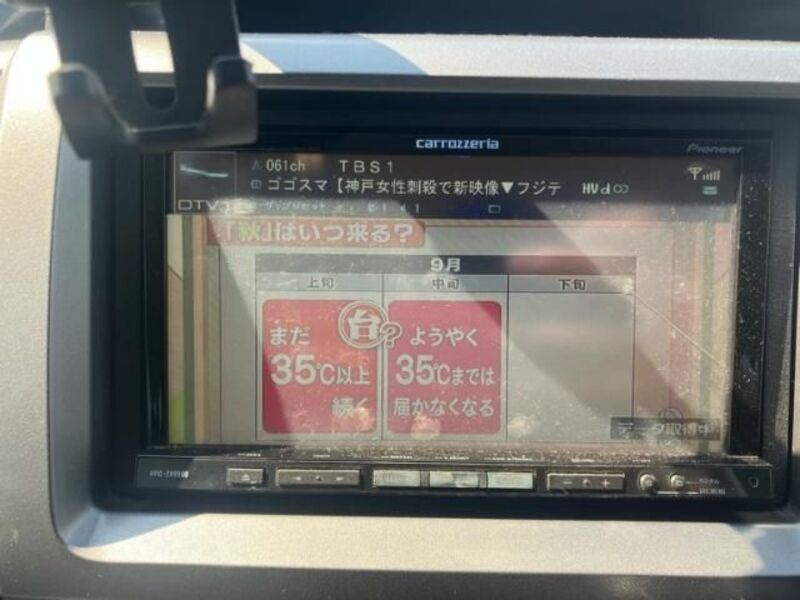 carrozzeria
Pioneer
061ch TBS1
ゴゴスマ【神戸女性刺殺で新映像▼フジテ HV d
DTV
「秋」はいつ来る?
9月
上旬 中旬 下旬
台?
まだ
35℃以上
続く
ようやく
35℃までは
届かなくなる
データ取得中